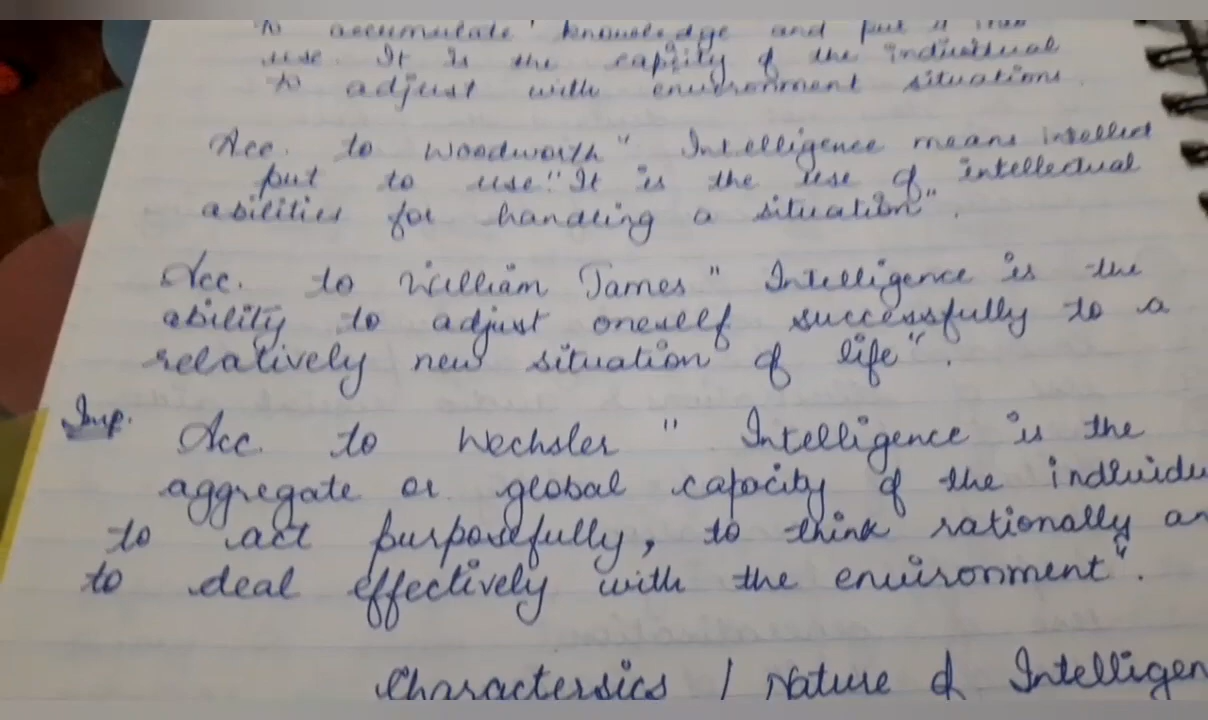 to accumulate knowledge and put it into
use. It is the capcity of the individual
to adjust with environment situations.
Acc. to Woodworth " Intelligence means intellect
put to use." It is the use of intellectual
abilities for handling a situation".
Acc. to William James " Intelligence is the
ability to adjust oneself successfully to a
relatively new situation of life".
Imp.
Acc. to Wechsler " Intelligence is the
aggregate or global capacity of the individu
to act purposefully, to think rationally an
to deal effectively with the environment".
Charactersics / Nature of Intelligen